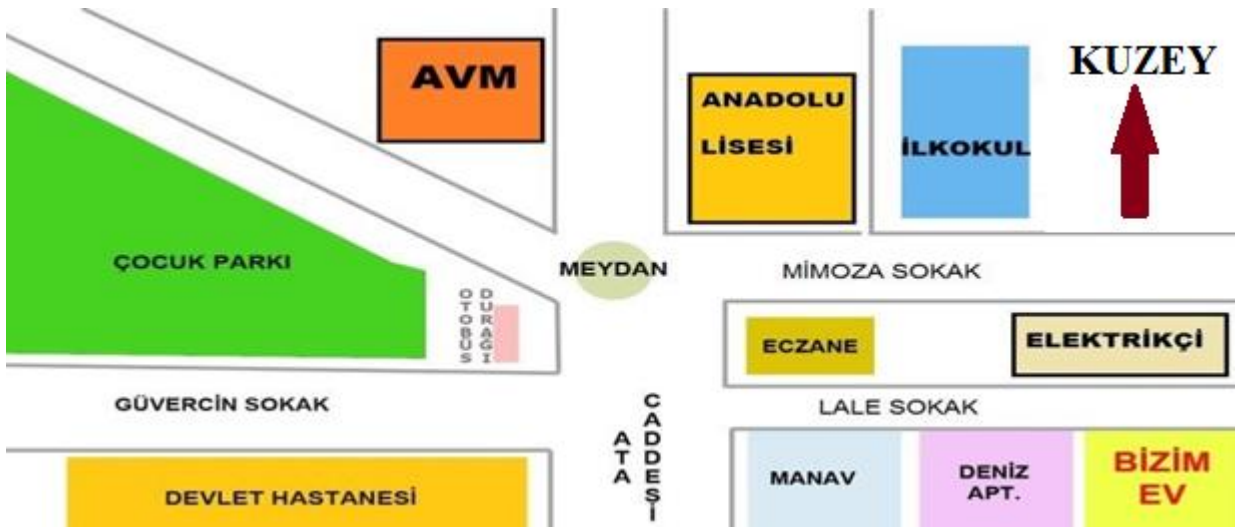 KUZEY
AVM
ANADOLU
LİSESİ
İLKOKUL
ÇOCUK PARKI
OTOBÜS
DURAĞI
MEYDAN
MİMOZA SOKAK
ECZANE
ELEKTRİKÇİ
GÜVERCİN SOKAK
ATA
CADDESİ
LALE SOKAK
DEVLET HASTANESİ
MANAV
DENİZ
APT.
BİZİM
EV